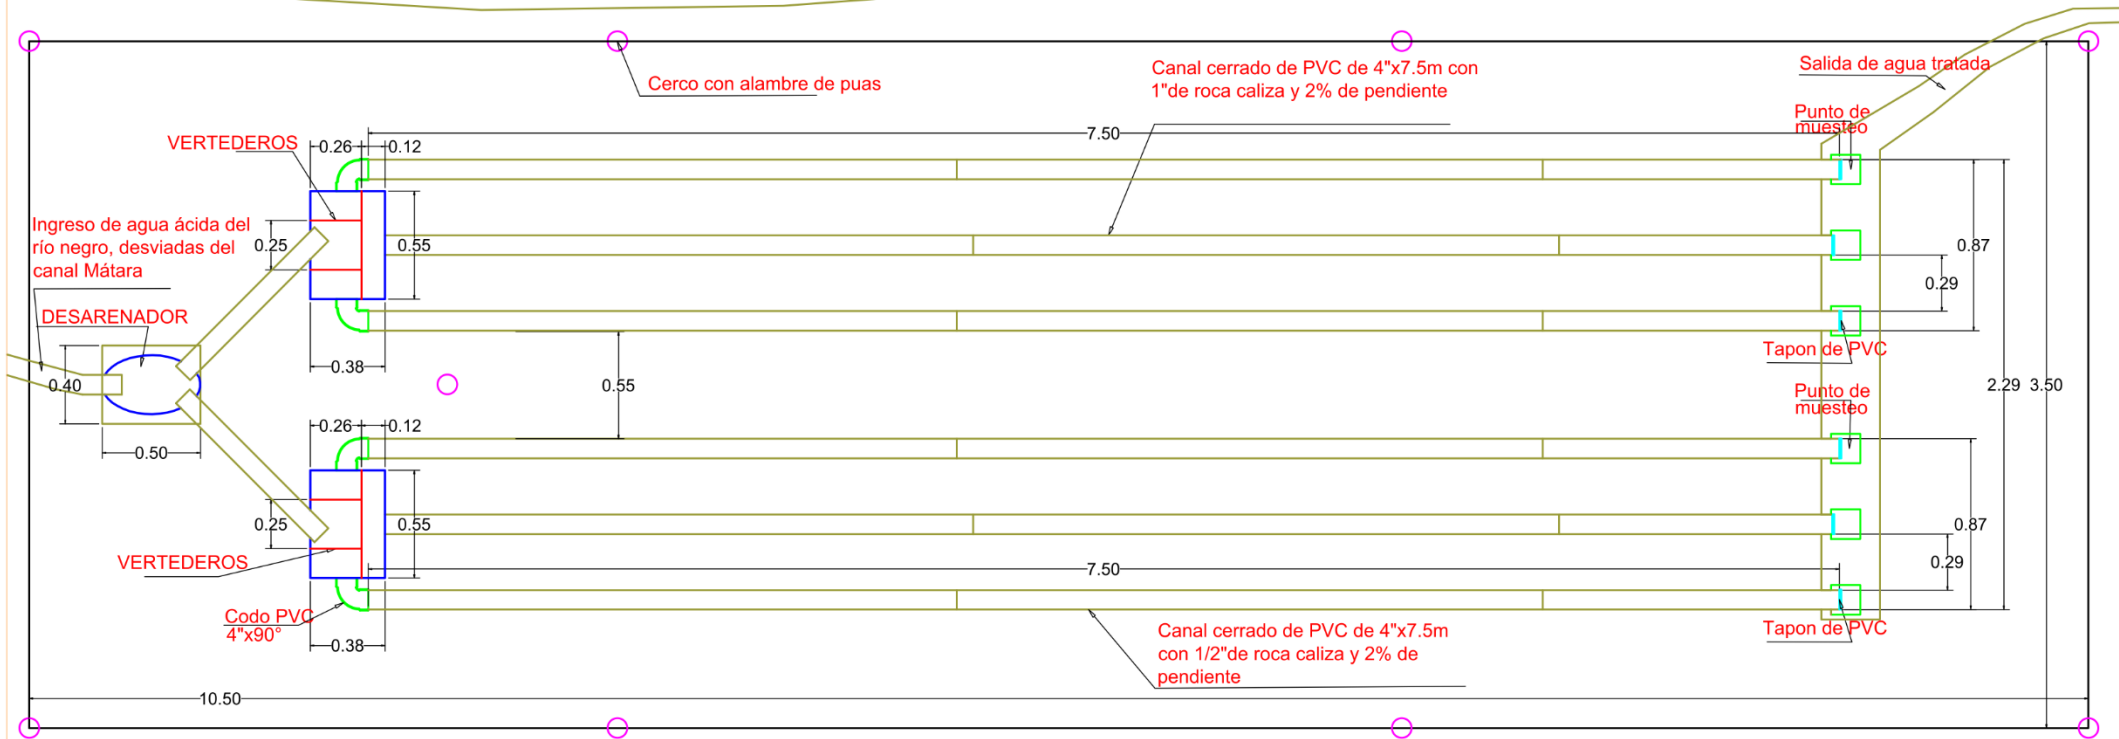 Cerco con alambre de puas
Canal cerrado de PVC de 4"x7.5m con
1"de roca caliza y 2% de pendiente
Salida de agua tratada
Punto de
muesteo
7.50
VERTEDEROS
0.26
0.12
Ingreso de agua ácida del
río negro, desviadas del
canal Mátara
0.25
0.55
0.87
0.29
DESARENADOR
Tapon de PVC
0.38
0.40
0.55
2.29
3.50
Punto de
muesteo
0.50
0.26
0.12
0.25
0.55
0.87
VERTEDEROS
7.50
0.29
Codo PVC
4"x90°
Tapon de PVC
0.38
Canal cerrado de PVC de 4"x7.5m
con 1/2"de roca caliza y 2% de
pendiente
10.50